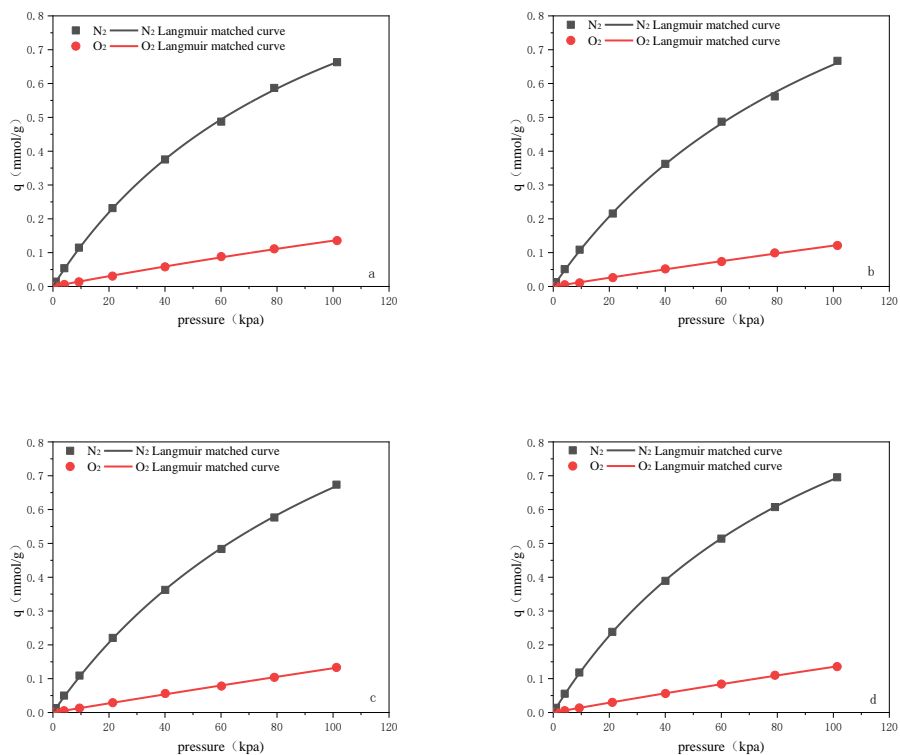 N₂ N₂ Langmuir matched curve
O₂ O₂ Langmuir matched curve
0.8
0.7
0.6
0.5
0.4
0.3
0.2
0.1
0.0
q (mmol/g)
a
0 20 40 60 80 100 120
pressure (kpa)
N₂ N₂ Langmuir matched curve
O₂ O₂ Langmuir matched curve
0.8
0.7
0.6
0.5
0.4
0.3
0.2
0.1
0.0
q (mmol/g)
b
0 20 40 60 80 100 120
pressure (kpa)
N₂ N₂ Langmuir matched curve
O₂ O₂ Langmuir matched curve
0.8
0.7
0.6
0.5
0.4
0.3
0.2
0.1
0.0
q (mmol/g)
c
0 20 40 60 80 100 120
pressure (kpa)
N₂ N₂ Langmuir matched curve
O₂ O₂ Langmuir matched curve
0.8
0.7
0.6
0.5
0.4
0.3
0.2
0.1
0.0
q (mmol/g)
d
0 20 40 60 80 100 120
pressure (kpa)